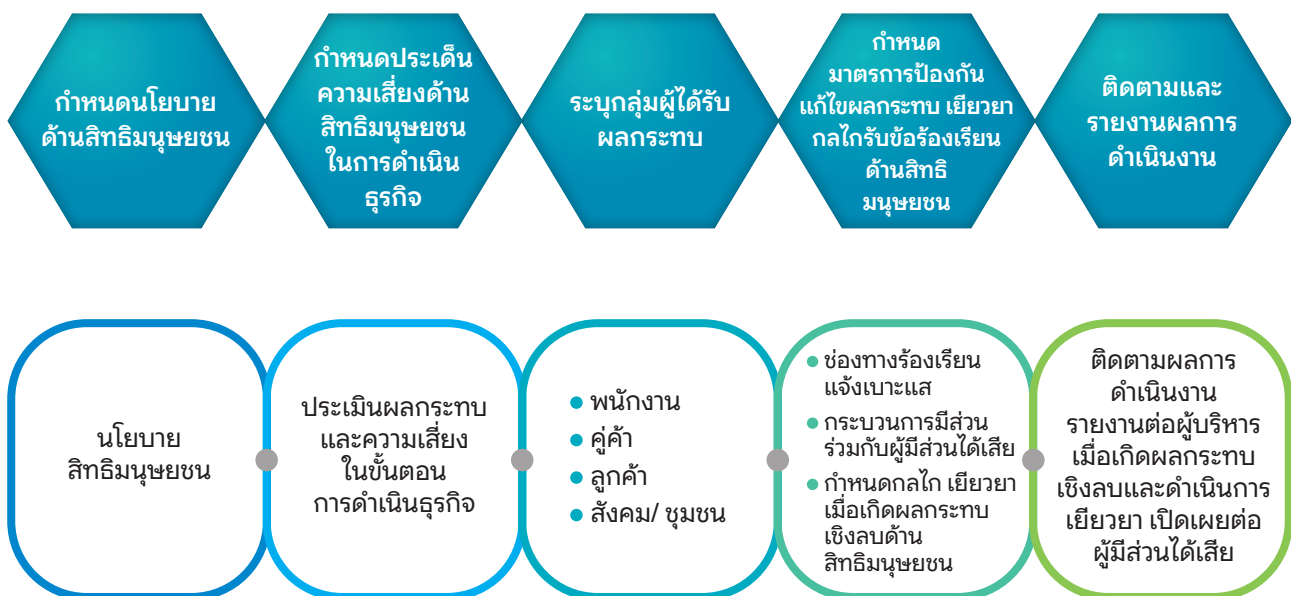 กำหนดนโยบาย
ด้านสิทธิมนุษยชน
กำหนดประเด็น
ความเสี่ยงด้าน
สิทธิมนุษยชน
ในการดำเนิน
ธุรกิจ
ระบุกลุ่มผู้ได้รับ
ผลกระทบ
กำหนด
มาตรการป้องกัน
แก้ไขผลกระทบ เยียวยา
กลไกรับข้อร้องเรียน
ด้านสิทธิ
มนุษยชน
ติดตามและ
รายงานผลการ
ดำเนินงาน
นโยบาย
สิทธิมนุษยชน
ประเมินผลกระทบ
และความเสี่ยง
ในขั้นตอน
การดำเนินธุรกิจ
• พนักงาน
• คู่ค้า
• ลูกค้า
• สังคม/ ชุมชน
• ช่องทางร้องเรียน
แจ้งเบาะแส
• กระบวนการมีส่วน
ร่วมกับผู้มีส่วนได้เสีย
• กำหนดกลไก เยียวยา
เมื่อเกิดผลกระทบ
เชิงลบด้าน
สิทธิมนุษยชน
ติดตามผลการ
ดำเนินงาน
รายงานต่อผู้บริหาร
เมื่อเกิดผลกระทบ
เชิงลบและดำเนินการ
เยียวยา เปิดเผยต่อ
ผู้มีส่วนได้เสีย